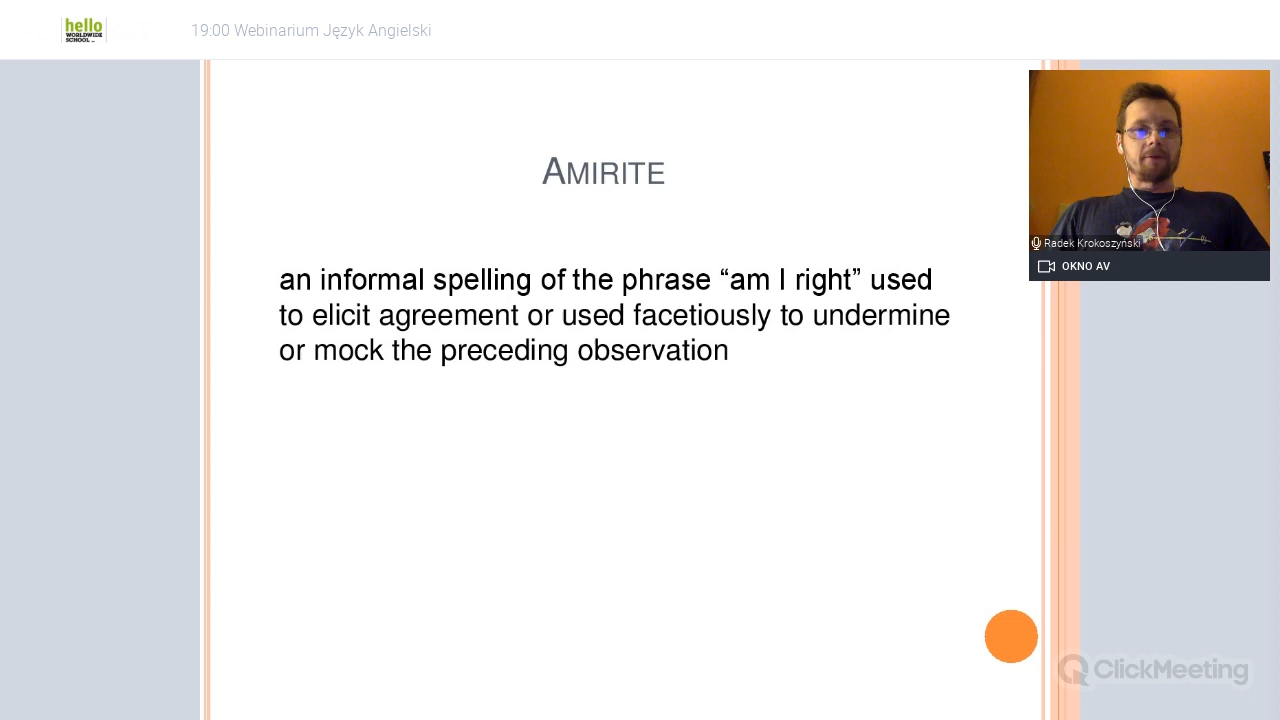 hello
WORLDWIDE
SCHOOL
19:00 Webinarium Język Angielski
AMIRITE
an informal spelling of the phrase “am I right” used
to elicit agreement or used facetiously to undermine
or mock the preceding observation
Radek Krokoszyński
OKNO AV
ClickMeeting